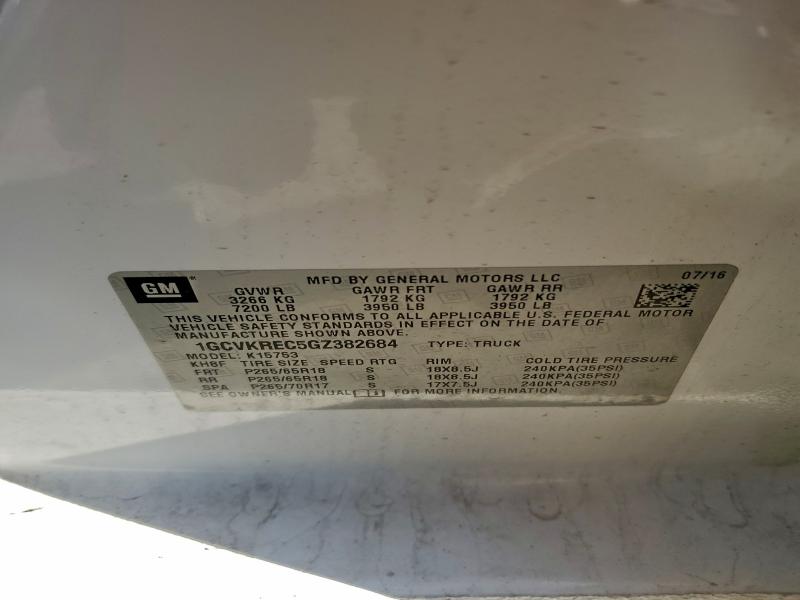 GM
MFD BY GENERAL MOTORS LLC 07/16
GVWR GAWR FRT GAWR RR
3266 KG 1792 KG 1792 KG
7200 LB 3950 LB 3950 LB
THIS VEHICLE CONFORMS TO ALL APPLICABLE U.S. FEDERAL MOTOR
VEHICLE SAFETY STANDARDS IN EFFECT ON THE DATE OF
MANUFACTURE SHOWN ABOVE.
1GCVKREC5GZ382684 TYPE: TRUCK
MODEL: K15753
KH8F TIRE SIZE SPEED RTG RIM COLD TIRE PRESSURE
FRT P265/65R18 S 18X8.5J 240KPA(35PSI)
RR P265/65R18 S 18X8.5J 240KPA(35PSI)
SPA P265/70R17 S 17X7.5J 240KPA(35PSI)
SEE OWNER'S MANUAL FOR MORE INFORMATION.